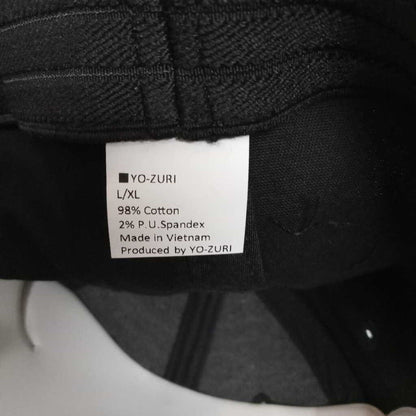 ■YO-ZURI
L/XL
98% Cotton
2% P.U.Spandex
Made in Vietnam
Produced by YO-ZURI